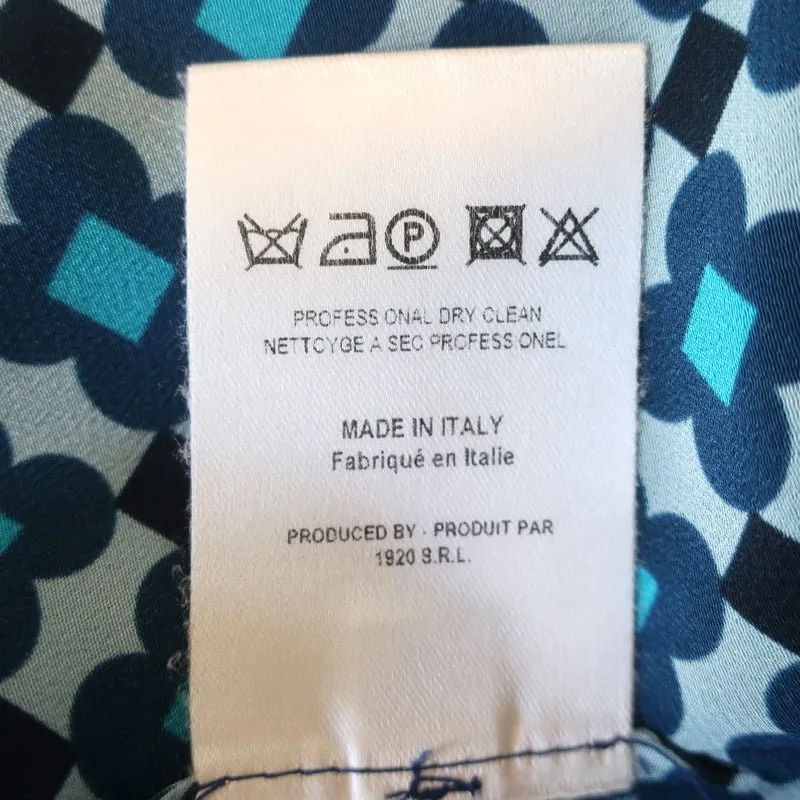 P
PROFESS ONAL DRY CLEAN
NETTOYGE A SEC PROFESS ONEL
MADE IN ITALY
Fabriqué en Italie
PRODUCED BY - PRODUIT PAR
1920 S.R.L.